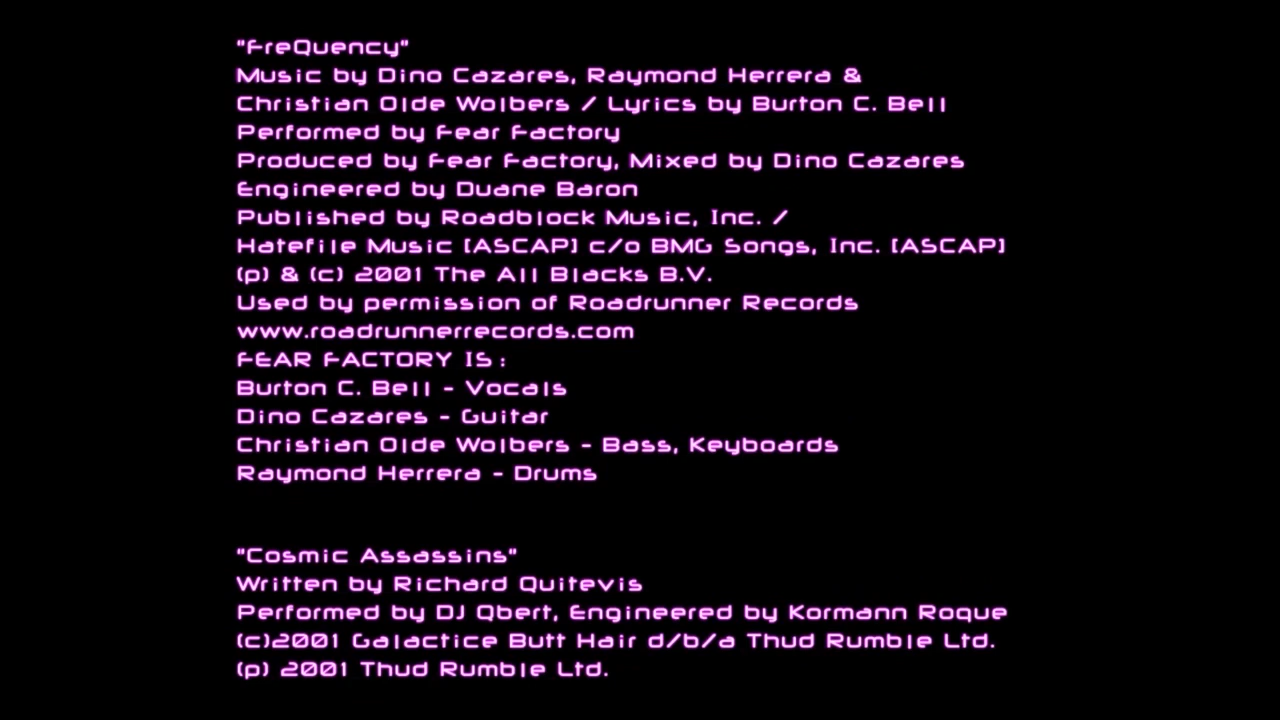 "FreQuency"
Music by Dino Cazares, Raymond Herrera &
Christian Olde Wolbers / Lyrics by Burton C. Bell
Performed by Fear Factory
Produced by Fear Factory, Mixed by Dino Cazares
Engineered by Duane Baron
Published by Roadblock Music, Inc. /
Hatefile Music [ASCAP] c/o BMG Songs, Inc. [ASCAP]
(p) & (c) 2001 The All Blacks B.V.
Used by permission of Roadrunner Records
www.roadrunnerrecords.com
FEAR FACTORY IS :
Burton C. Bell - Vocals
Dino Cazares - Guitar
Christian Olde Wolbers - Bass, Keyboards
Raymond Herrera - Drums
"Cosmic Assassins"
Written by Richard Quitevis
Performed by DJ Qbert, Engineered by Kormann Roque
(c)2001 Galactice Butt Hair d/b/a Thud Rumble Ltd.
(p) 2001 Thud Rumble Ltd.